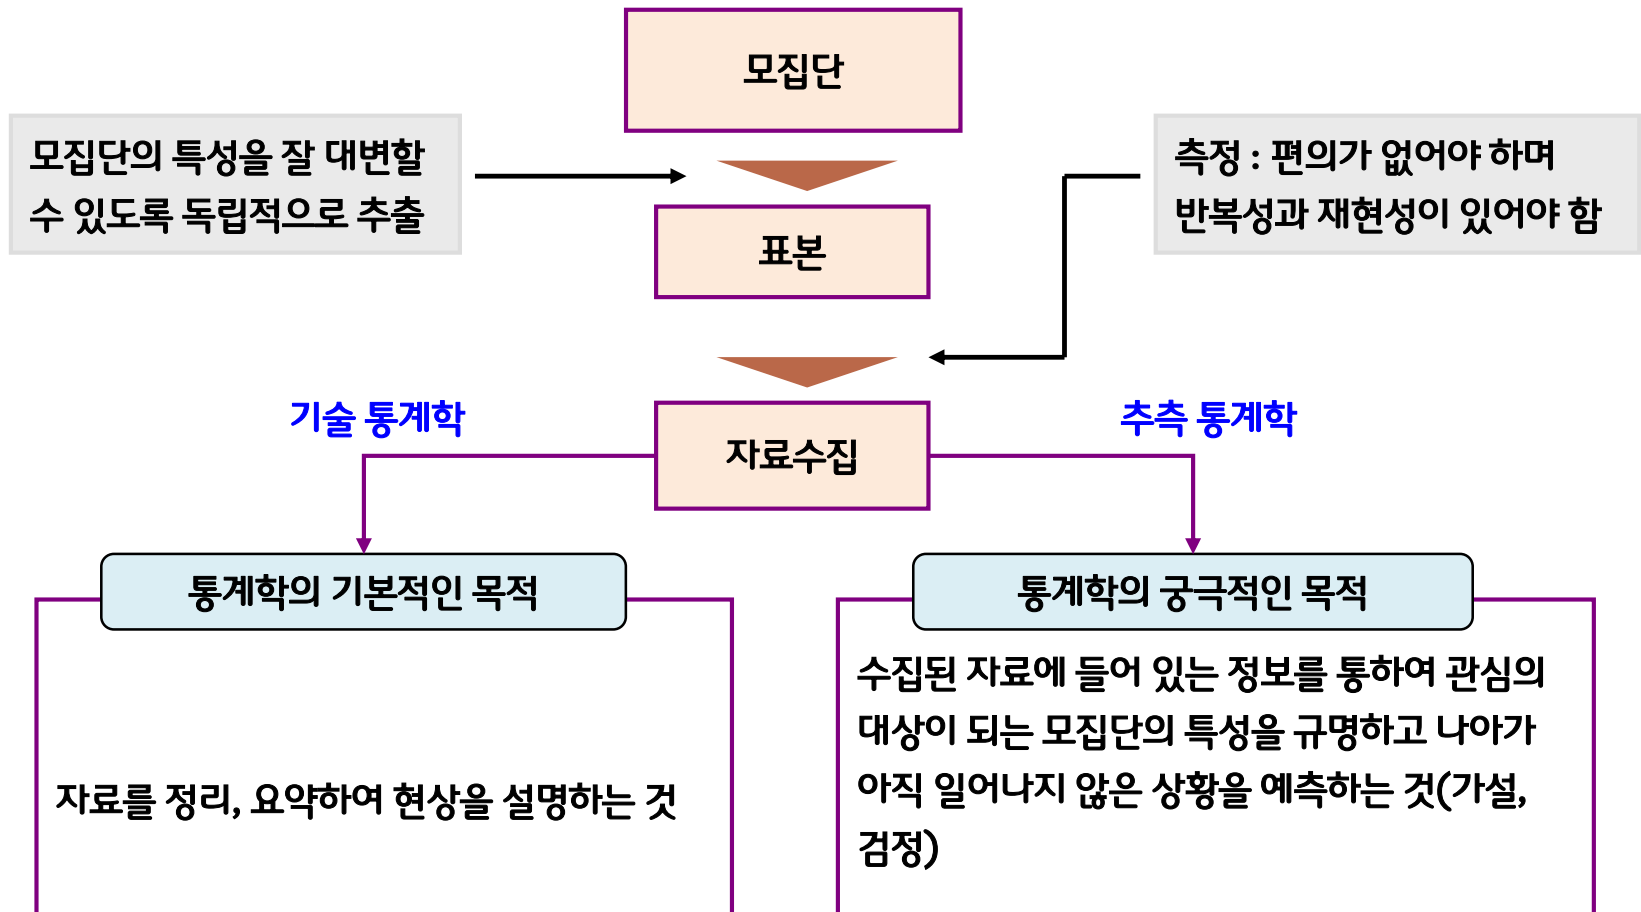 모집단
모집단의 특성을 잘 대변할
수 있도록 독립적으로 추출
측정 : 편의가 없어야 하며
반복성과 재현성이 있어야 함
표본
기술 통계학
추측 통계학
자료수집
통계학의 기본적인 목적
통계학의 궁극적인 목적
자료를 정리, 요약하여 현상을 설명하는 것
수집된 자료에 들어 있는 정보를 통하여 관심의
대상이 되는 모집단의 특성을 규명하고 나아가
아직 일어나지 않은 상황을 예측하는 것(가설,
검정)